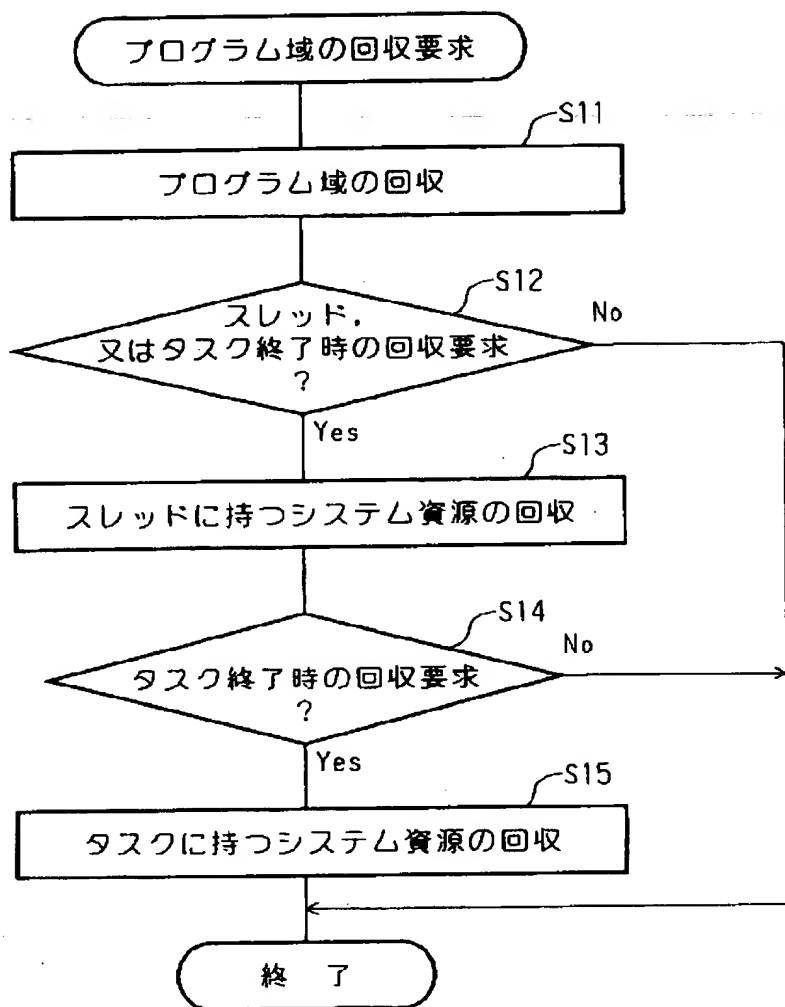 プログラム域の回収要求
S11
プログラム域の回収
S12
スレッド，
又はタスク終了時の回収要求
?
No
Yes
S13
スレッドに持つシステム資源の回収
S14
タスク終了時の回収要求
?
No
Yes
S15
タスクに持つシステム資源の回収
終 了